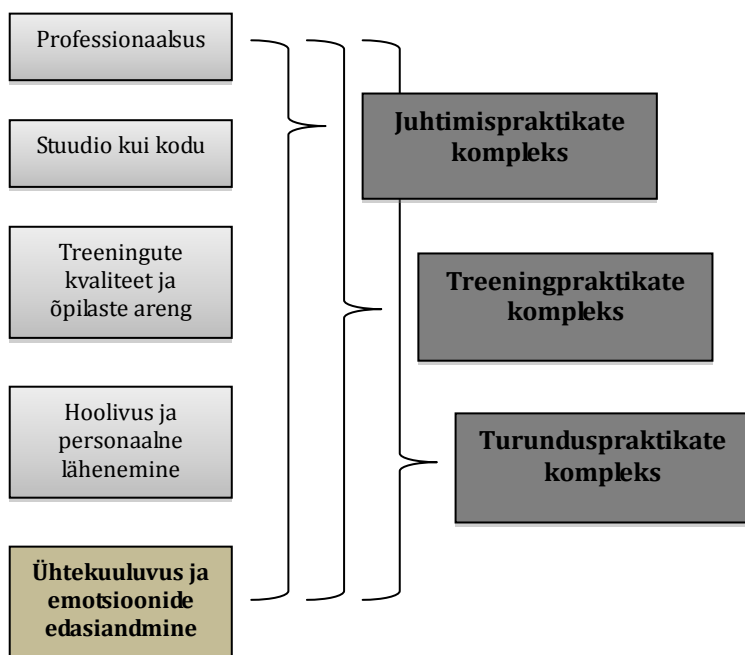 Professionaalsus
Stuudio kui kodu
Treeningute
kvaliteet ja
õpilaste areng
Hoolivus ja
personaalne
lähenemine
Ühtekuuluvus ja
emotsioonide
edasiandmine
Juhtimispraktikate
kompleks
Treeningpraktikate
kompleks
Turunduspraktikate
kompleks